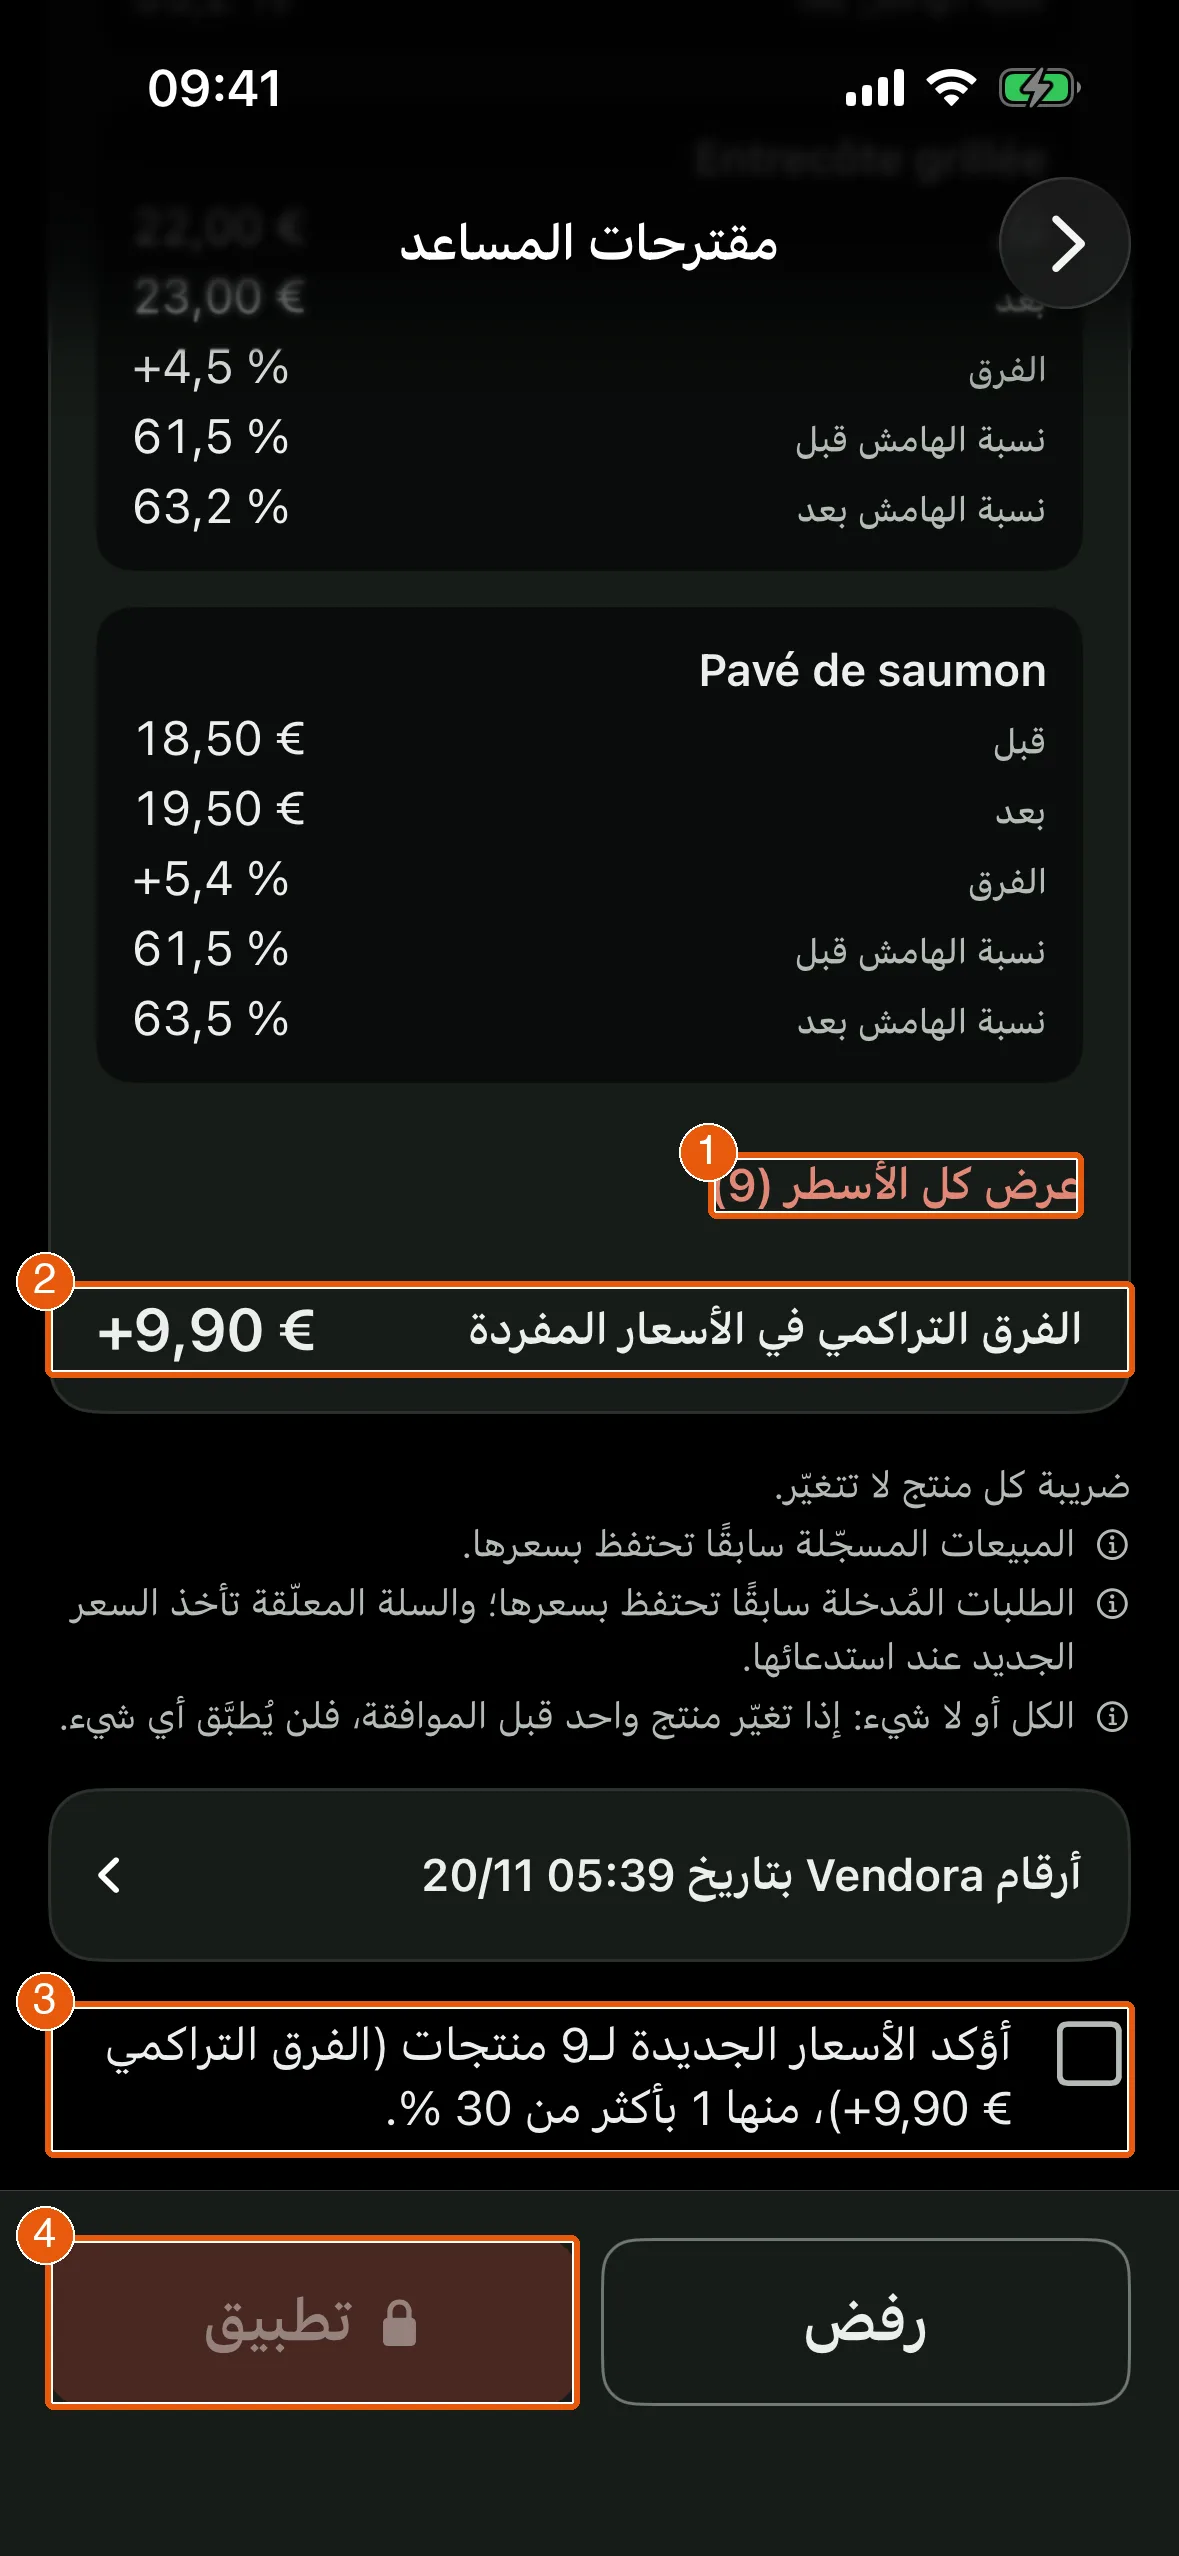 09:41
Entrecôte grillée
22,00 €
مقترحات المساعد
بعد
23,00 €
الفرق
+4,5 %
نسبة الهامش قبل
61,5 %
نسبة الهامش بعد
63,2 %
Pavé de saumon
قبل
18,50 €
بعد
19,50 €
الفرق
+5,4 %
نسبة الهامش قبل
61,5 %
نسبة الهامش بعد
63,5 %
1
عرض كل الأسطر (9)
2
الفرق التراكمي في الأسعار المفردة
+9,90 €
ضريبة كل منتج لا تتغيّر.
المبيعات المسجّلة سابقًا تحتفظ بسعرها.
الطلبات المُدخلة سابقًا تحتفظ بسعرها؛ والسلة المعلّقة تأخذ السعر
الجديد عند استدعائها.
الكل أو لا شيء: إذا تغيّر منتج واحد قبل الموافقة، فلن يُطبَّق أي شيء.
أرقام Vendora بتاريخ 20/11 05:39
3
أؤكد الأسعار الجديدة لـ9 منتجات (الفرق التراكمي
+9,90 €)، منها 1 بأكثر من 30 %.
4
رفض
تطبيق